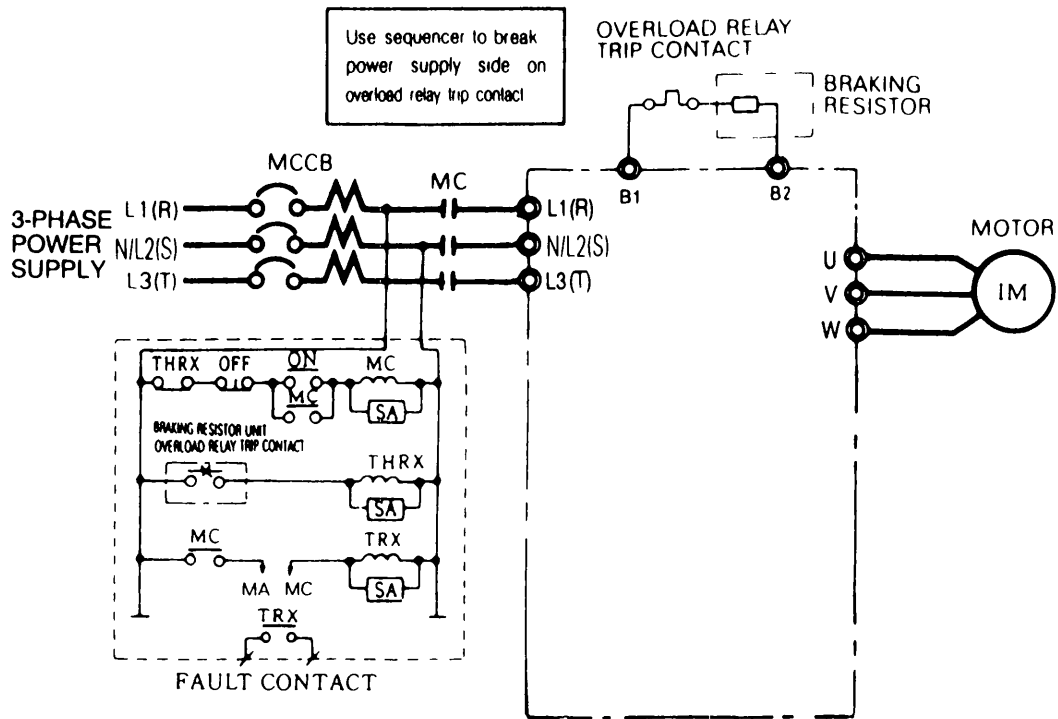 Use sequencer to break
power supply side on
overload relay trip contact
OVERLOAD RELAY
TRIP CONTACT
BRAKING
RESISTOR
B1
B2
MCCB
MC
3-PHASE
POWER
SUPPLY
L1(R)
N/L2(S)
L3(T)
L1(R)
N/L2(S)
L3(T)
MOTOR
U
V
W
IM
THRX
OFF
ON
MC
MC
SA
BRAKING RESISTOR UNIT
OVERLOAD RELAY TRIP CONTACT
THRX
SA
MC
TRX
MA
MC
SA
TRX
FAULT CONTACT